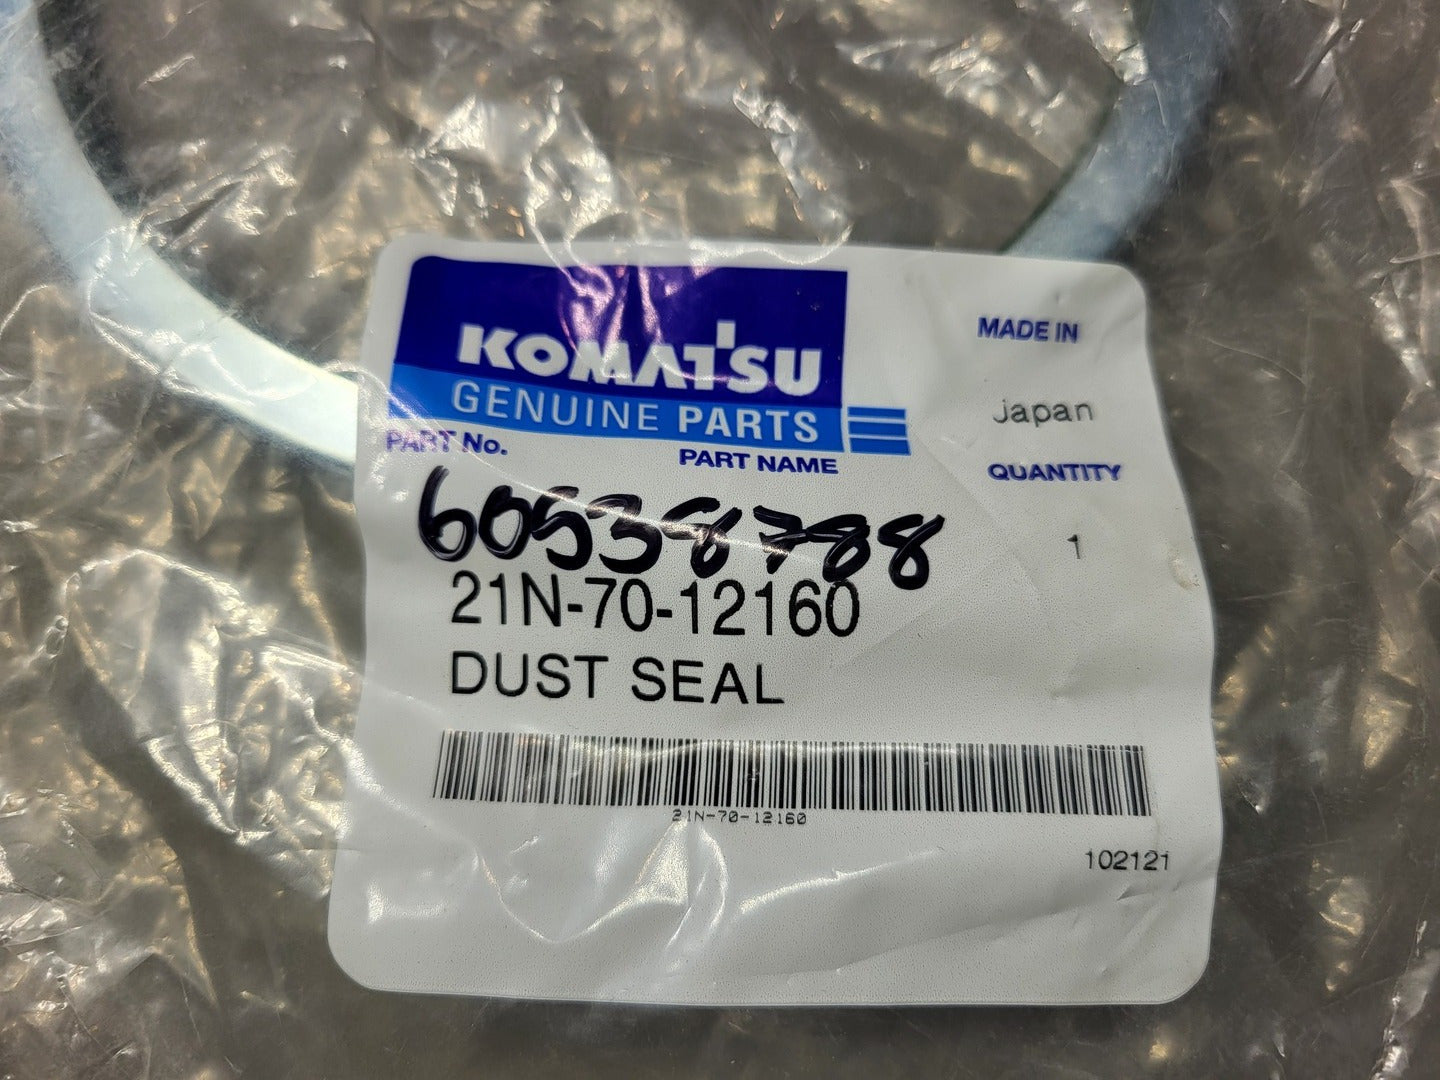 KOMATSU
GENUINE PARTS
MADE IN
Japan
PART No.
PART NAME
QUANTITY
60538788
1
21N-70-12160
DUST SEAL
21N-70-12160
102121